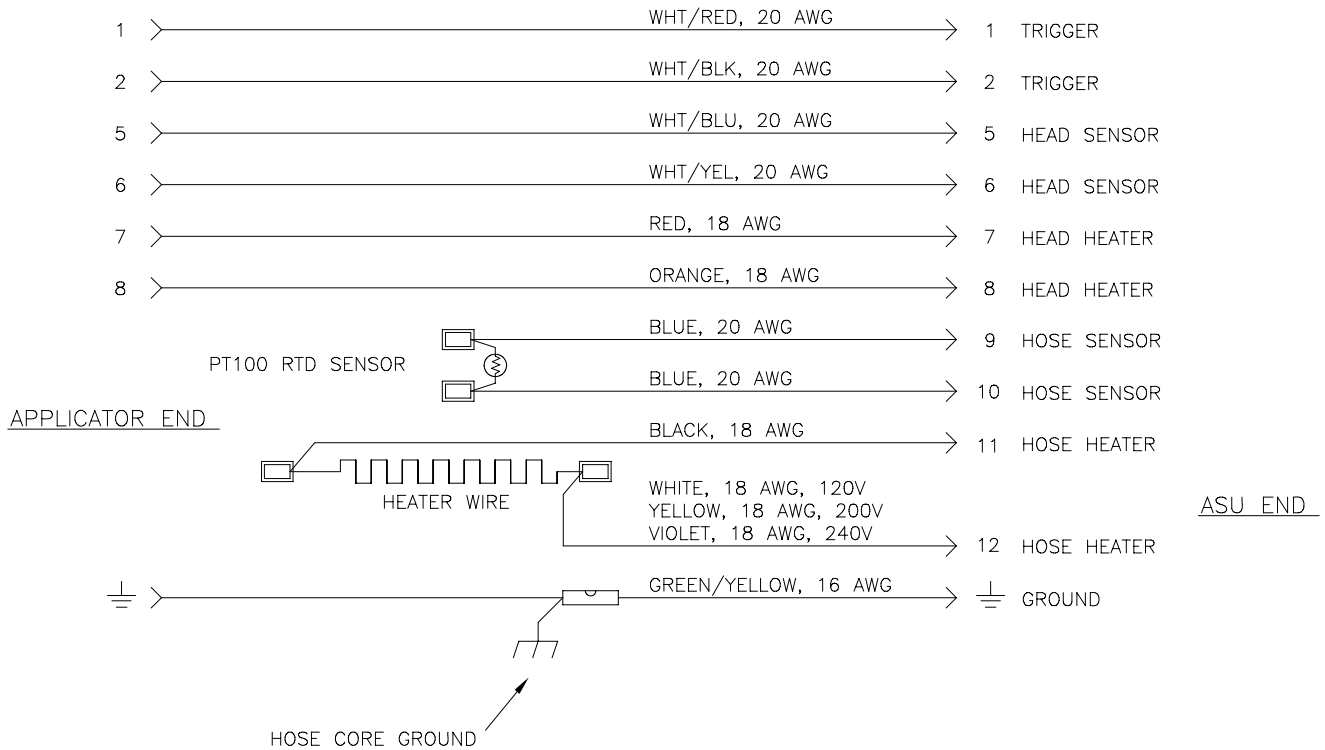 1 WHT/RED, 20 AWG 1 TRIGGER
2 WHT/BLK, 20 AWG 2 TRIGGER
5 WHT/BLU, 20 AWG 5 HEAD SENSOR
6 WHT/YEL, 20 AWG 6 HEAD SENSOR
7 RED, 18 AWG 7 HEAD HEATER
8 ORANGE, 18 AWG 8 HEAD HEATER
BLUE, 20 AWG 9 HOSE SENSOR
PT100 RTD SENSOR
BLUE, 20 AWG 10 HOSE SENSOR
APPLICATOR END
BLACK, 18 AWG 11 HOSE HEATER
HEATER WIRE
WHITE, 18 AWG, 120V
YELLOW, 18 AWG, 200V
VIOLET, 18 AWG, 240V
ASU END
12 HOSE HEATER
GREEN/YELLOW, 16 AWG GROUND
HOSE CORE GROUND